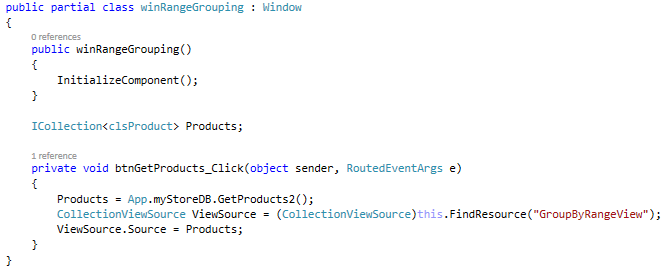 public partial class winRangeGrouping : Window
{
0 references
public winRangeGrouping()
{
InitializeComponent();
}
ICollection<clsProduct> Products;
1 reference
private void btnGetProducts_Click(object sender, RoutedEventArgs e)
{
Products = App.myStoreDB.GetProducts2();
CollectionViewSource ViewSource = (CollectionViewSource)this.FindResource("GroupByRangeView");
ViewSource.Source = Products;
}
}